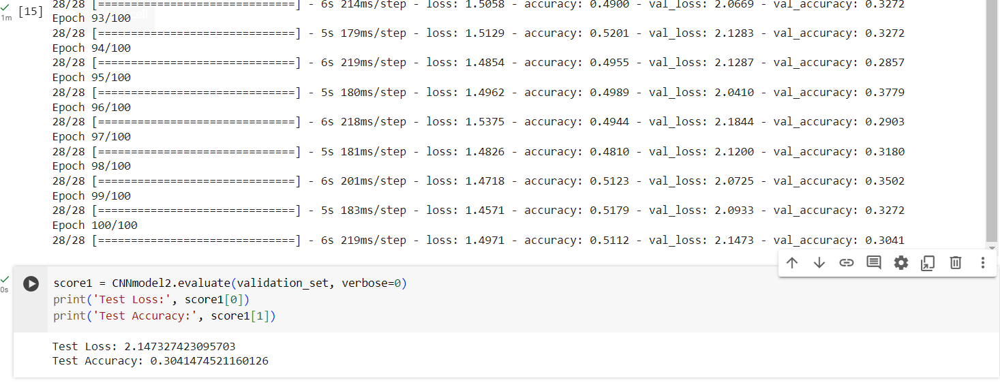 [15]
1m
28/28 [==============================] - 6s 214ms/step - loss: 1.5058 - accuracy: 0.4900 - val_loss: 2.0669 - val_accuracy: 0.3272
Epoch 93/100
28/28 [==============================] - 5s 179ms/step - loss: 1.5129 - accuracy: 0.5201 - val_loss: 2.1283 - val_accuracy: 0.3272
Epoch 94/100
28/28 [==============================] - 6s 219ms/step - loss: 1.4854 - accuracy: 0.4955 - val_loss: 2.1287 - val_accuracy: 0.2857
Epoch 95/100
28/28 [==============================] - 5s 180ms/step - loss: 1.4962 - accuracy: 0.4989 - val_loss: 2.0410 - val_accuracy: 0.3779
Epoch 96/100
28/28 [==============================] - 6s 218ms/step - loss: 1.5375 - accuracy: 0.4944 - val_loss: 2.1844 - val_accuracy: 0.2903
Epoch 97/100
28/28 [==============================] - 5s 181ms/step - loss: 1.4826 - accuracy: 0.4810 - val_loss: 2.1200 - val_accuracy: 0.3180
Epoch 98/100
28/28 [==============================] - 6s 201ms/step - loss: 1.4718 - accuracy: 0.5123 - val_loss: 2.0725 - val_accuracy: 0.3502
Epoch 99/100
28/28 [==============================] - 5s 183ms/step - loss: 1.4571 - accuracy: 0.5179 - val_loss: 2.0933 - val_accuracy: 0.3272
Epoch 100/100
28/28 [==============================] - 6s 219ms/step - loss: 1.4971 - accuracy: 0.5112 - val_loss: 2.1473 - val_accuracy: 0.3041
0s
score1 = CNNmodel2.evaluate(validation_set, verbose=0)
print('Test Loss:', score1[0])
print('Test Accuracy:', score1[1])
Test Loss: 2.147327423095703
Test Accuracy: 0.3041474521160126